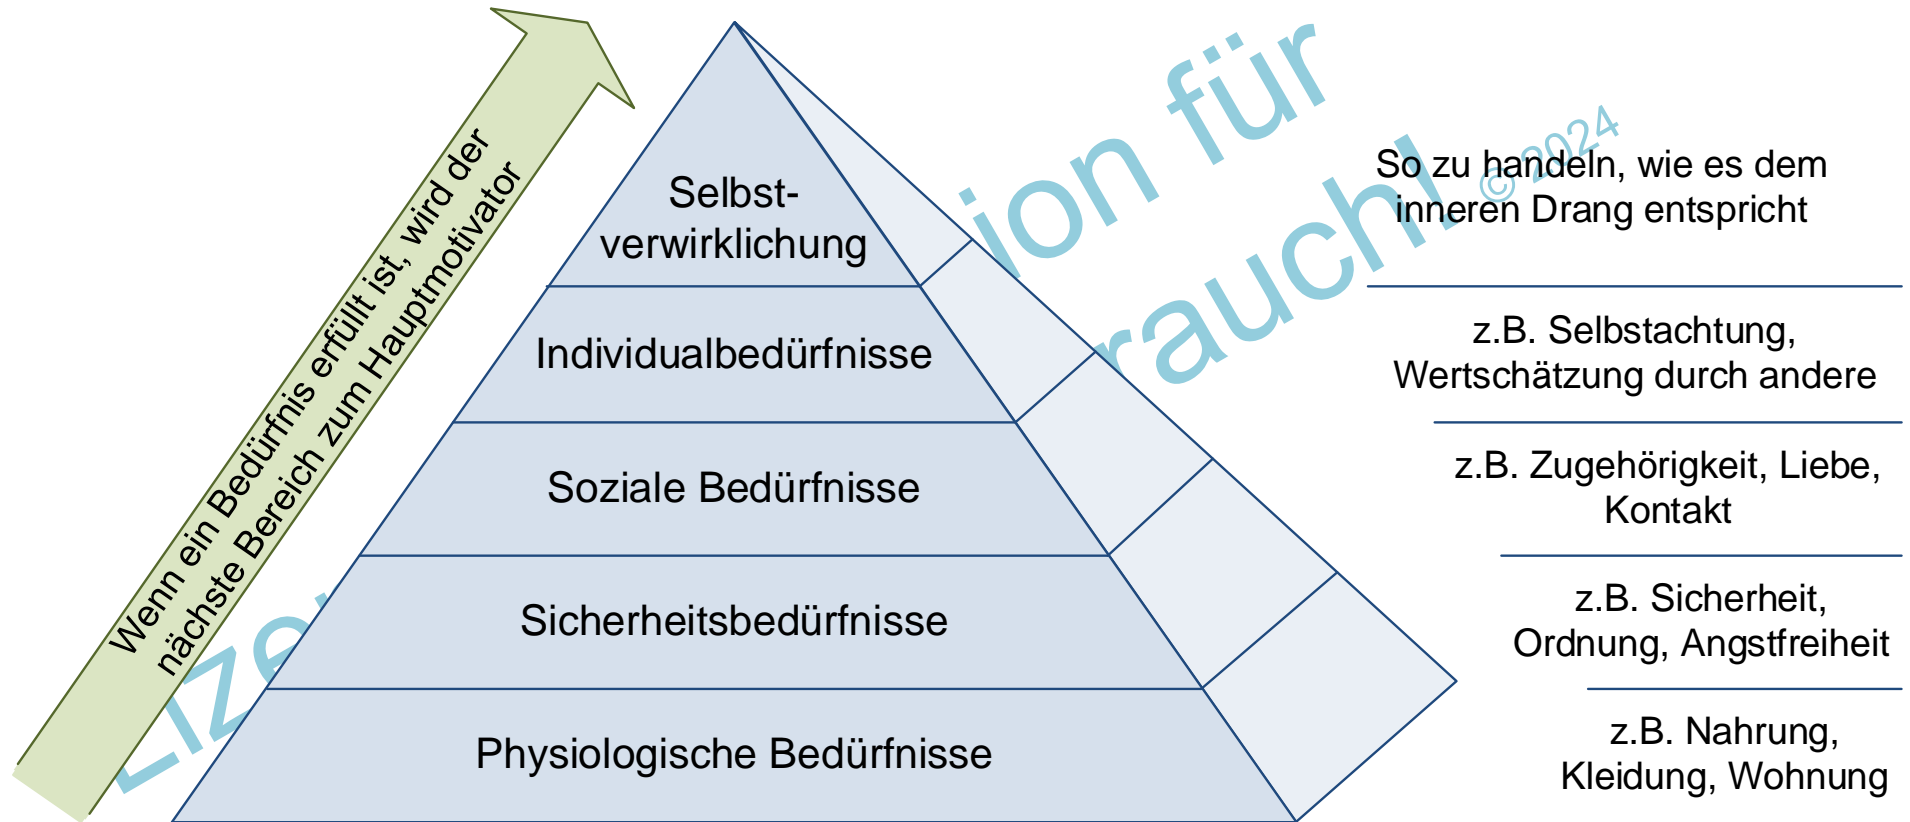 Wenn ein Bedürfnis erfüllt ist, wird der
nächste Bereich zum Hauptmotivator
Selbst-
verwirklichung
Individualbedürfnisse
Soziale Bedürfnisse
Sicherheitsbedürfnisse
Physiologische Bedürfnisse
So zu handeln, wie es dem
inneren Drang entspricht
z.B. Selbstachtung,
Wertschätzung durch andere
z.B. Zugehörigkeit, Liebe,
Kontakt
z.B. Sicherheit,
Ordnung, Angstfreiheit
z.B. Nahrung,
Kleidung, Wohnung
für
© 2024